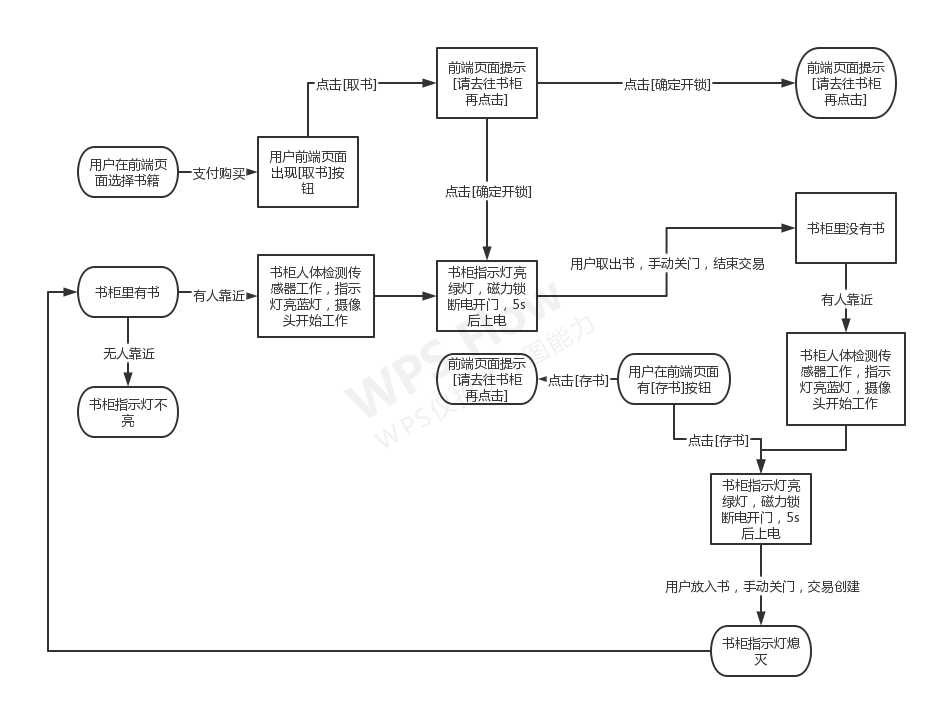 前端页面提示
[请去往书柜
再点击]
点击[取书]
点击[确定开锁]
前端页面提示
[请去往书柜
再点击]
用户在前端页
面选择书籍
支付购买
用户前端页面
出现[取书]按
钮
点击[确定开锁]
书柜里没有书
书柜里有书
有人靠近
书柜人体检测传
感器工作，指示
灯亮蓝灯，摄像
头开始工作
书柜指示灯亮
绿灯，磁力锁
断电开门，5s
后上电
用户取出书，手动关门，结束交易
有人靠近
无人靠近
书柜指示灯不
亮
前端页面提示
[请去往书柜
再点击]
点击[存书]
用户在前端页面
有[存书]按钮
书柜人体检测传
感器工作，指示
灯亮蓝灯，摄像
头开始工作
点击[存书]
书柜指示灯亮
绿灯，磁力锁
断电开门，5s
后上电
用户放入书，手动关门，交易创建
书柜指示灯熄
灭
WPS Flow